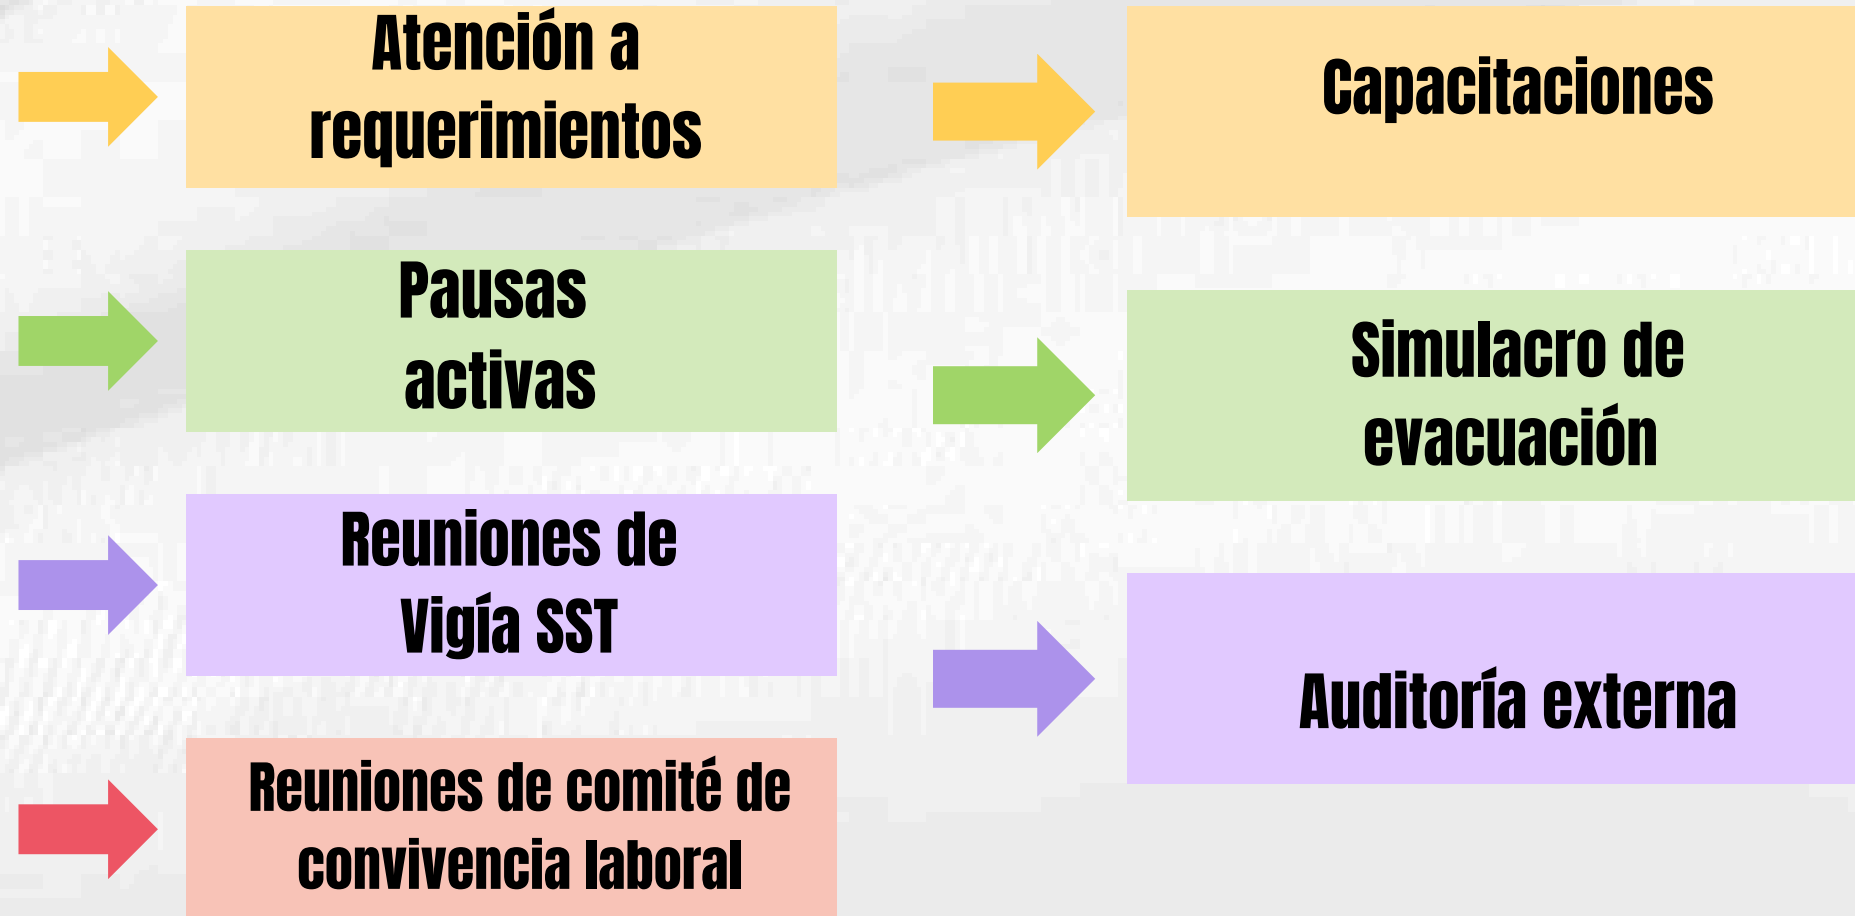 Atención a
requerimientos
Pausas
activas
Reuniones de
Vigía SST
Reuniones de comité de
convivencia laboral
Capacitaciones
Simulacro de
evacuación
Auditoría externa